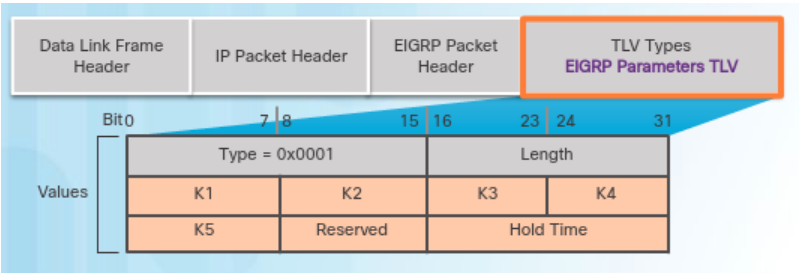 Data Link Frame
Header
IP Packet Header
EIGRP Packet
Header
TLV Types
EIGRP Parameters TLV
Bit 0 7 8 15 16 23 24 31
Type = 0x0001 Length
Values K1 K2 K3 K4
K5 Reserved Hold Time